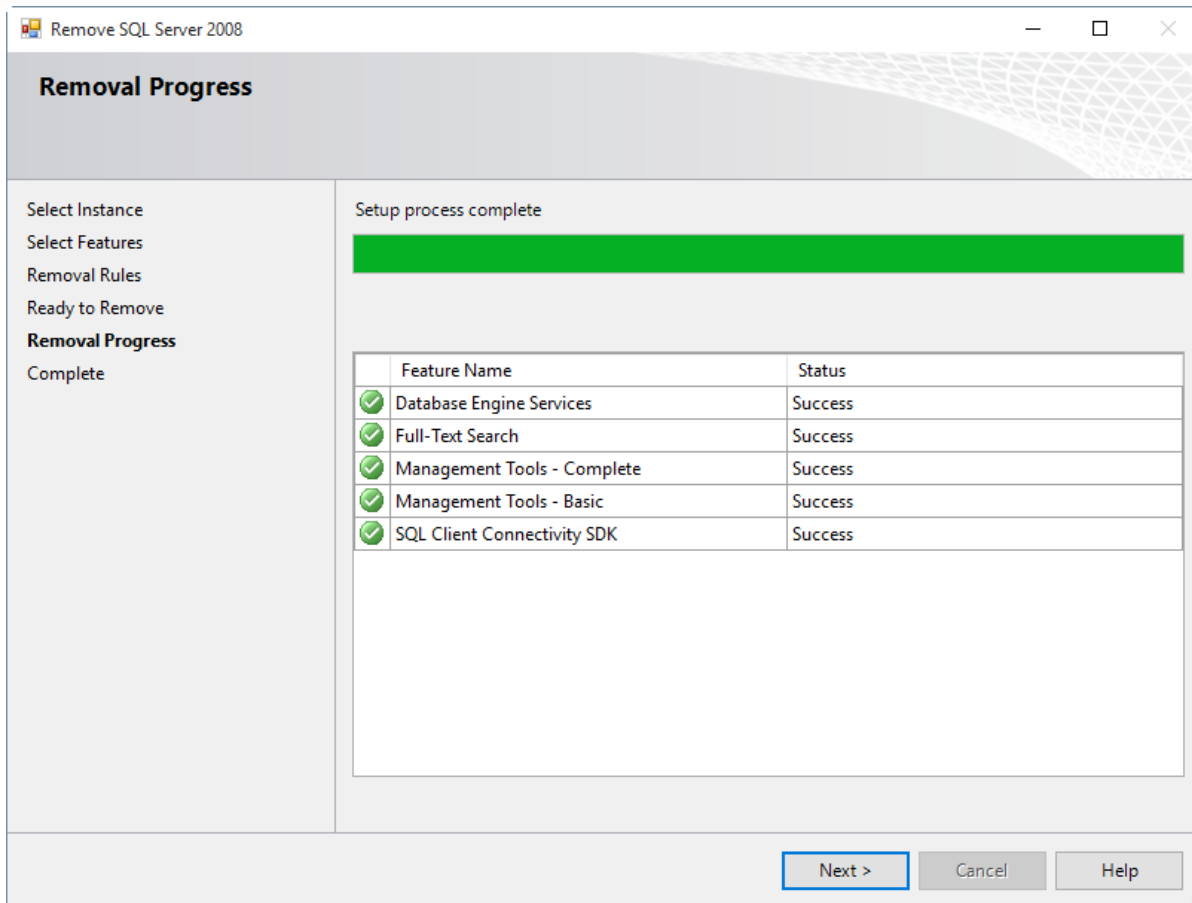 Remove SQL Server 2008
Removal Progress
Select Instance
Select Features
Removal Rules
Ready to Remove
Removal Progress
Complete
Setup process complete
Feature Name Status
Database Engine Services Success
Full-Text Search Success
Management Tools - Complete Success
Management Tools - Basic Success
SQL Client Connectivity SDK Success
Next > Cancel Help